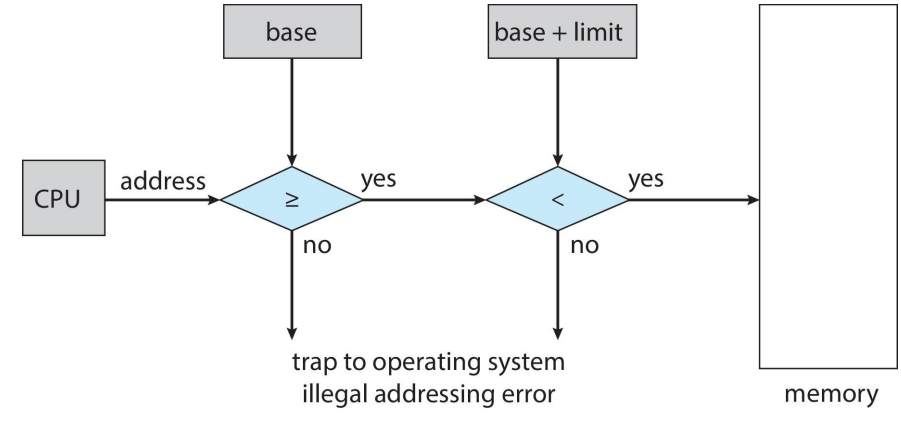 base
base + limit
CPU
address
≥
yes
<
yes
no
no
trap to operating system
illegal addressing error
memory